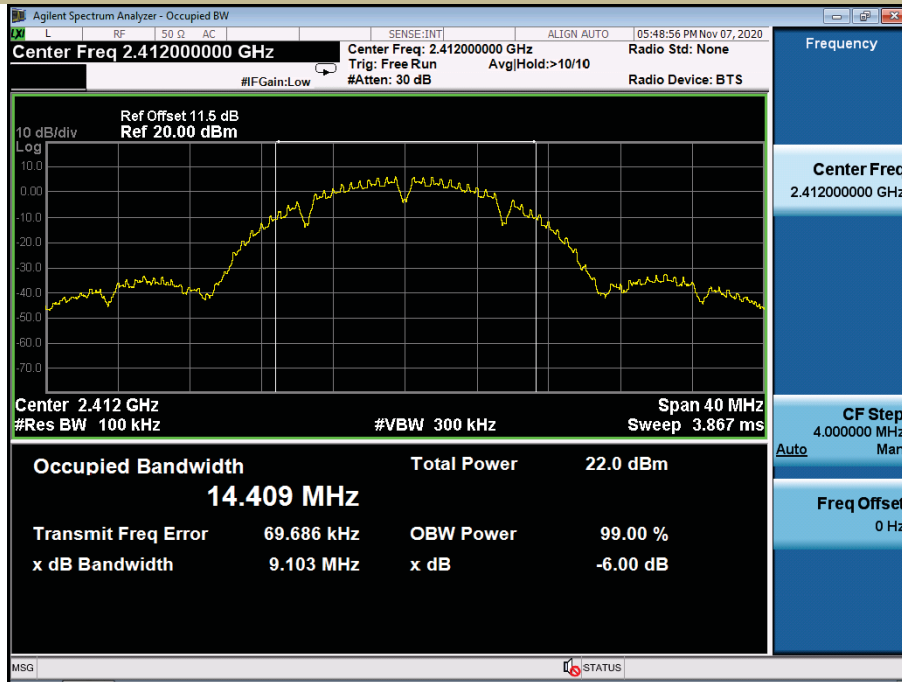 Agilent Spectrum Analyzer - Occupied BW
LXI L RF 50 Ω AC SENSE:INT ALIGN AUTO 05:48:56 PM Nov 07, 2020
Center Freq 2.412000000 GHz
#IFGain:Low
Center Freq: 2.412000000 GHz
Trig: Free Run Avg|Hold:>10/10
#Atten: 30 dB
Radio Std: None
Radio Device: BTS
Ref Offset 11.5 dB
10 dB/div Ref 20.00 dBm
Log
10.0
0.00
-10.0
-20.0
-30.0
-40.0
-50.0
-60.0
-70.0
Center 2.412 GHz Span 40 MHz
#Res BW 100 kHz #VBW 300 kHz Sweep 3.867 ms
Occupied Bandwidth Total Power 22.0 dBm
14.409 MHz
Transmit Freq Error 69.686 kHz OBW Power 99.00 %
x dB Bandwidth 9.103 MHz x dB -6.00 dB
MSG STATUS
Frequency
Center Freq
2.412000000 GHz
CF Step
4.000000 MHz
Auto Man
Freq Offset
0 Hz